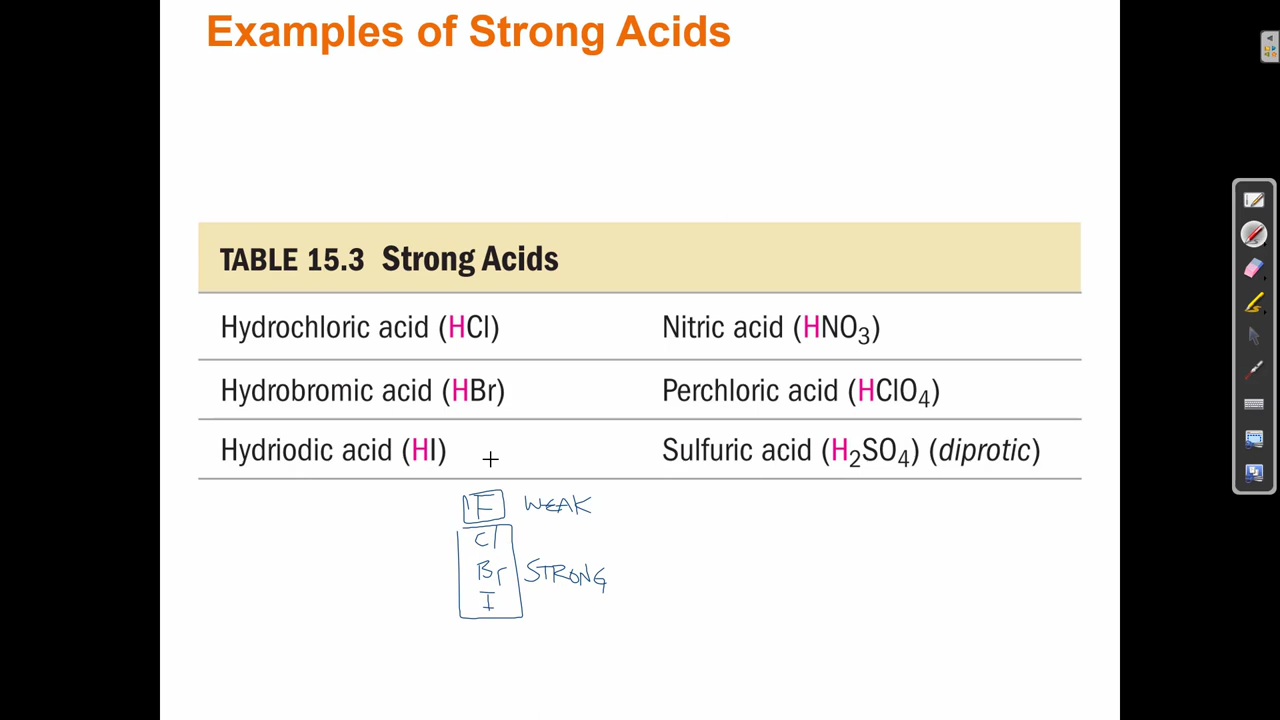 Examples of Strong Acids
TABLE 15.3 Strong Acids
Hydrochloric acid (HCl) Nitric acid (HNO₃)
Hydrobromic acid (HBr) Perchloric acid (HClO₄)
Hydriodic acid (HI) Sulfuric acid (H₂SO₄) (diprotic)
F WEAK
Cl
Br STRONG
I